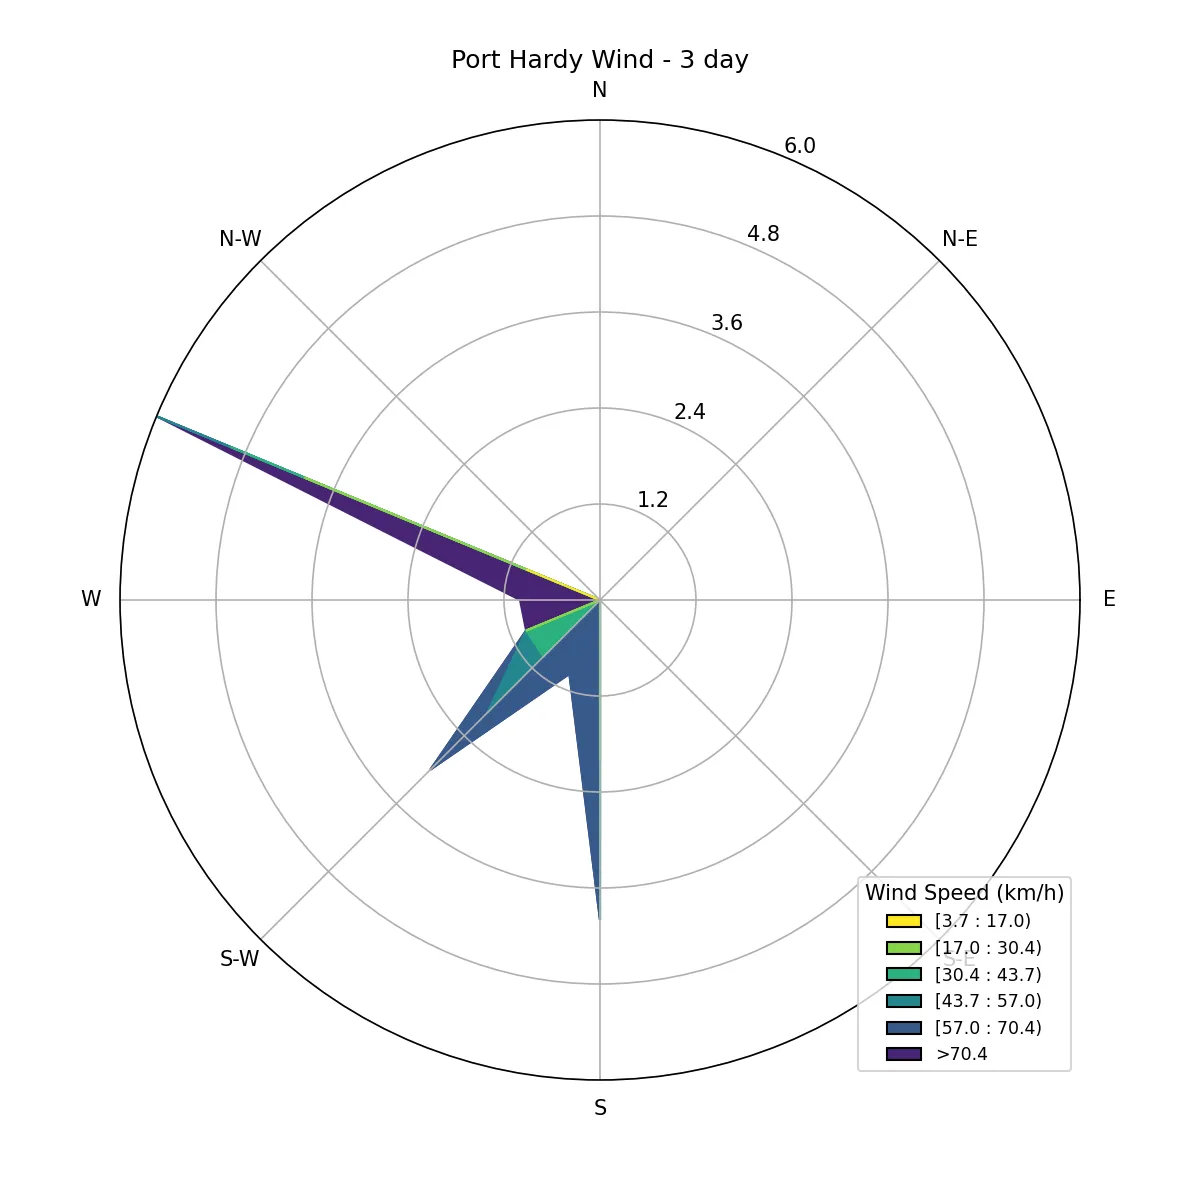 Port Hardy Wind - 3 day
N
6.0
N-W
N-E
4.8
3.6
2.4
1.2
W
E
Wind Speed (km/h)
[3.7 : 17.0)
[17.0 : 30.4)
S-W
S-E
[30.4 : 43.7)
[43.7 : 57.0)
[57.0 : 70.4)
>70.4
S